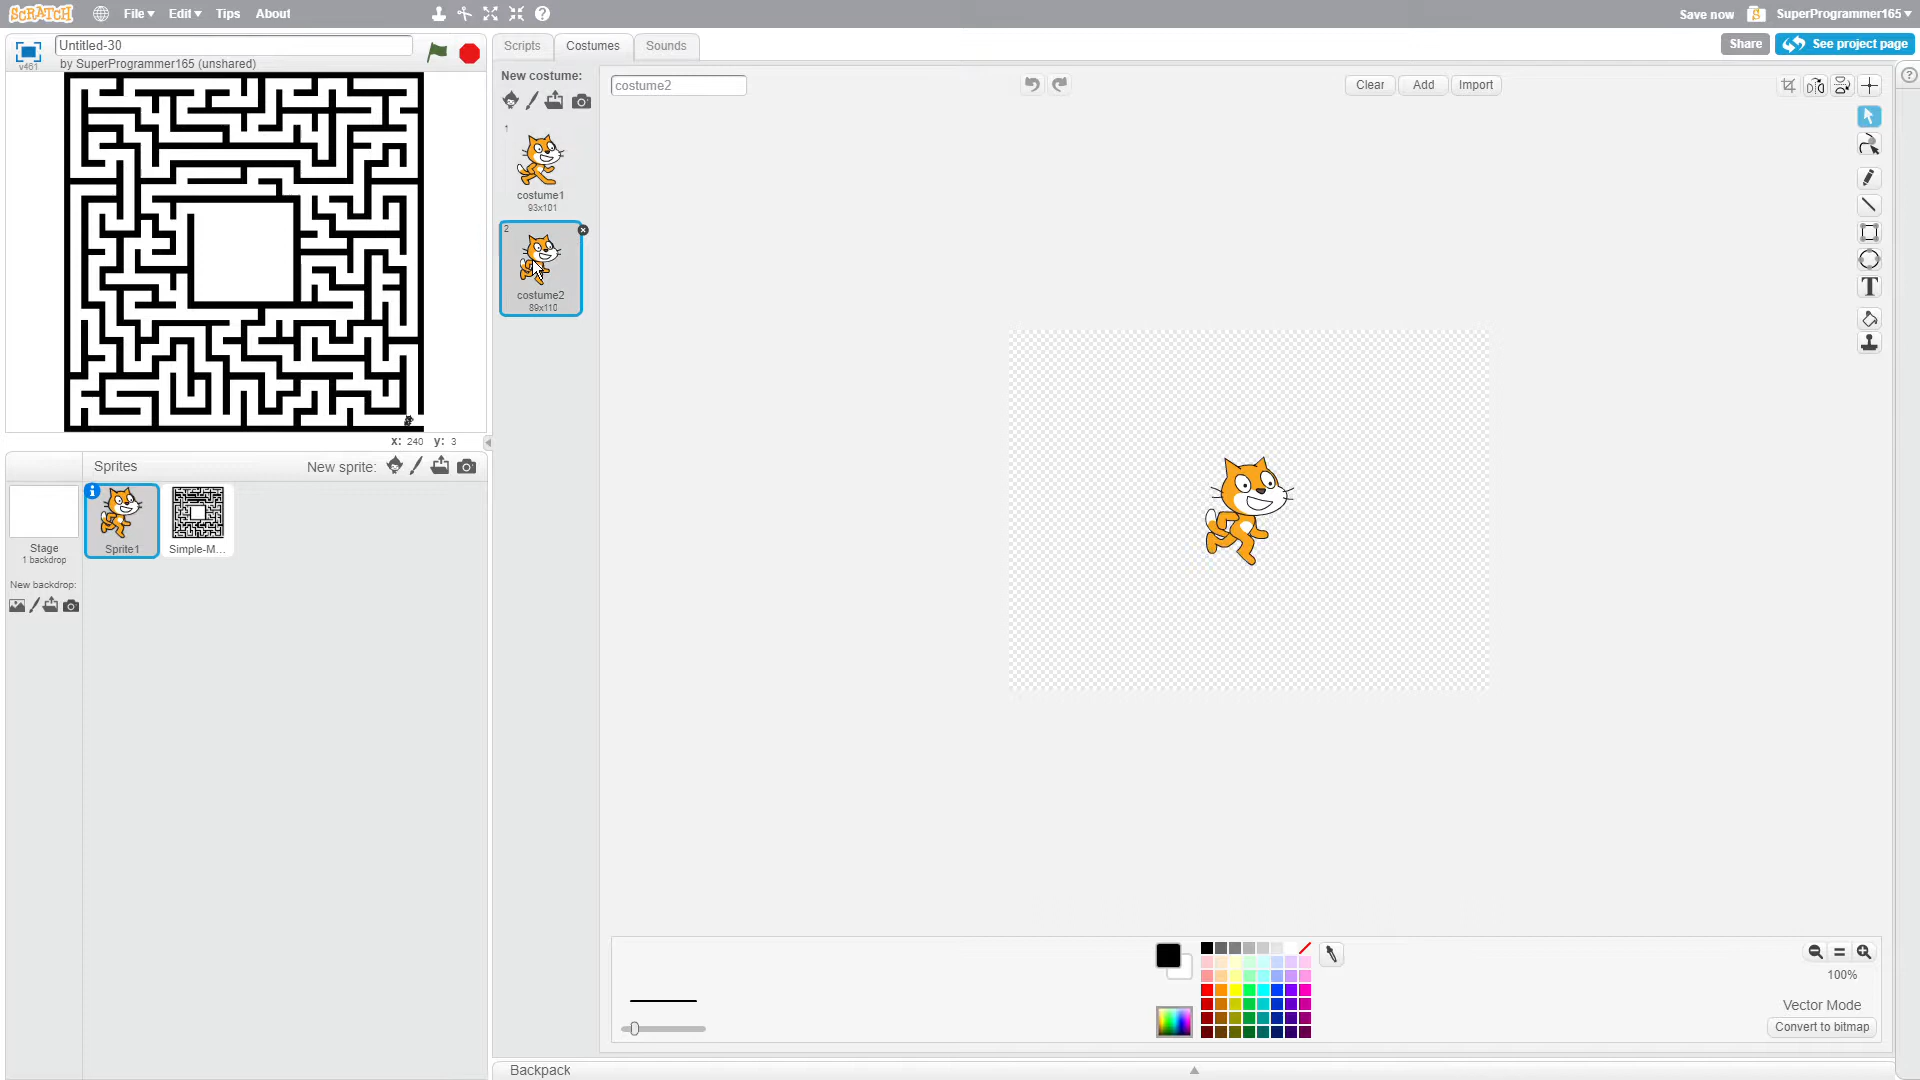 SCRATCH File Edit Tips About Save now SuperProgrammer165
Untitled-30
by SuperProgrammer165 (unshared)
v461
Scripts Costumes Sounds Share See project page
New costume:
costume2
Clear Add Import
1
costume1
93x101
2
costume2
89x110
x: 240 y: 3
Sprites New sprite:
Stage
1 backdrop
New backdrop:
Sprite1
Simple-M...
T
100%
Vector Mode
Convert to bitmap
Backpack